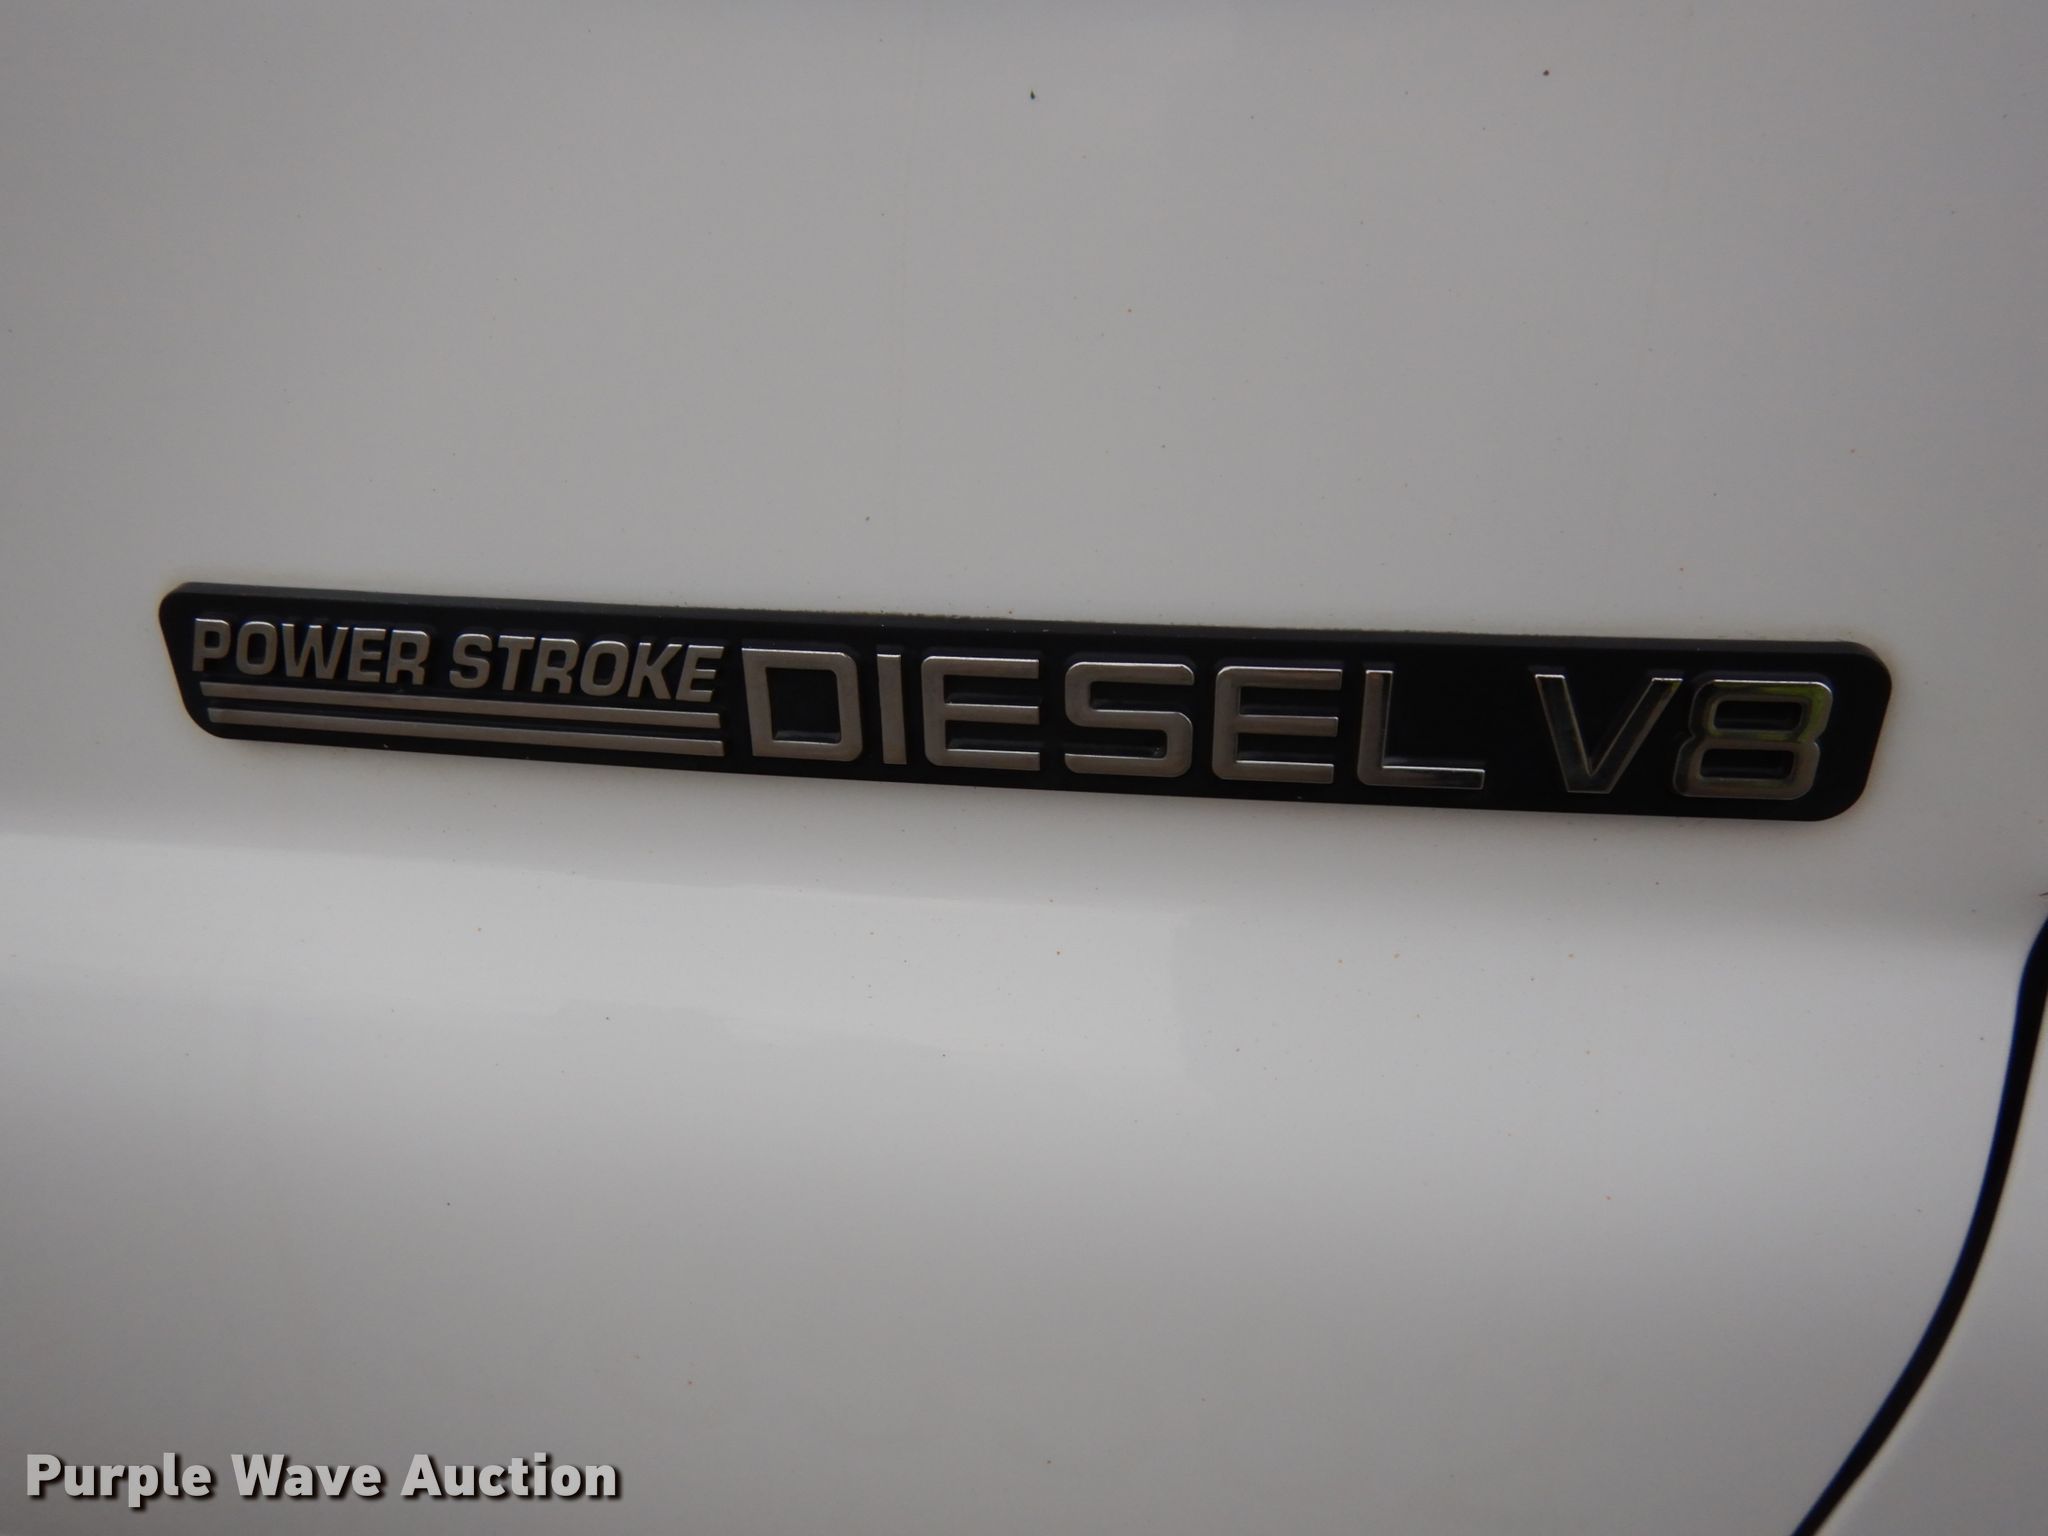 POWER STROKE DIESEL V8
Purple Wave Auction